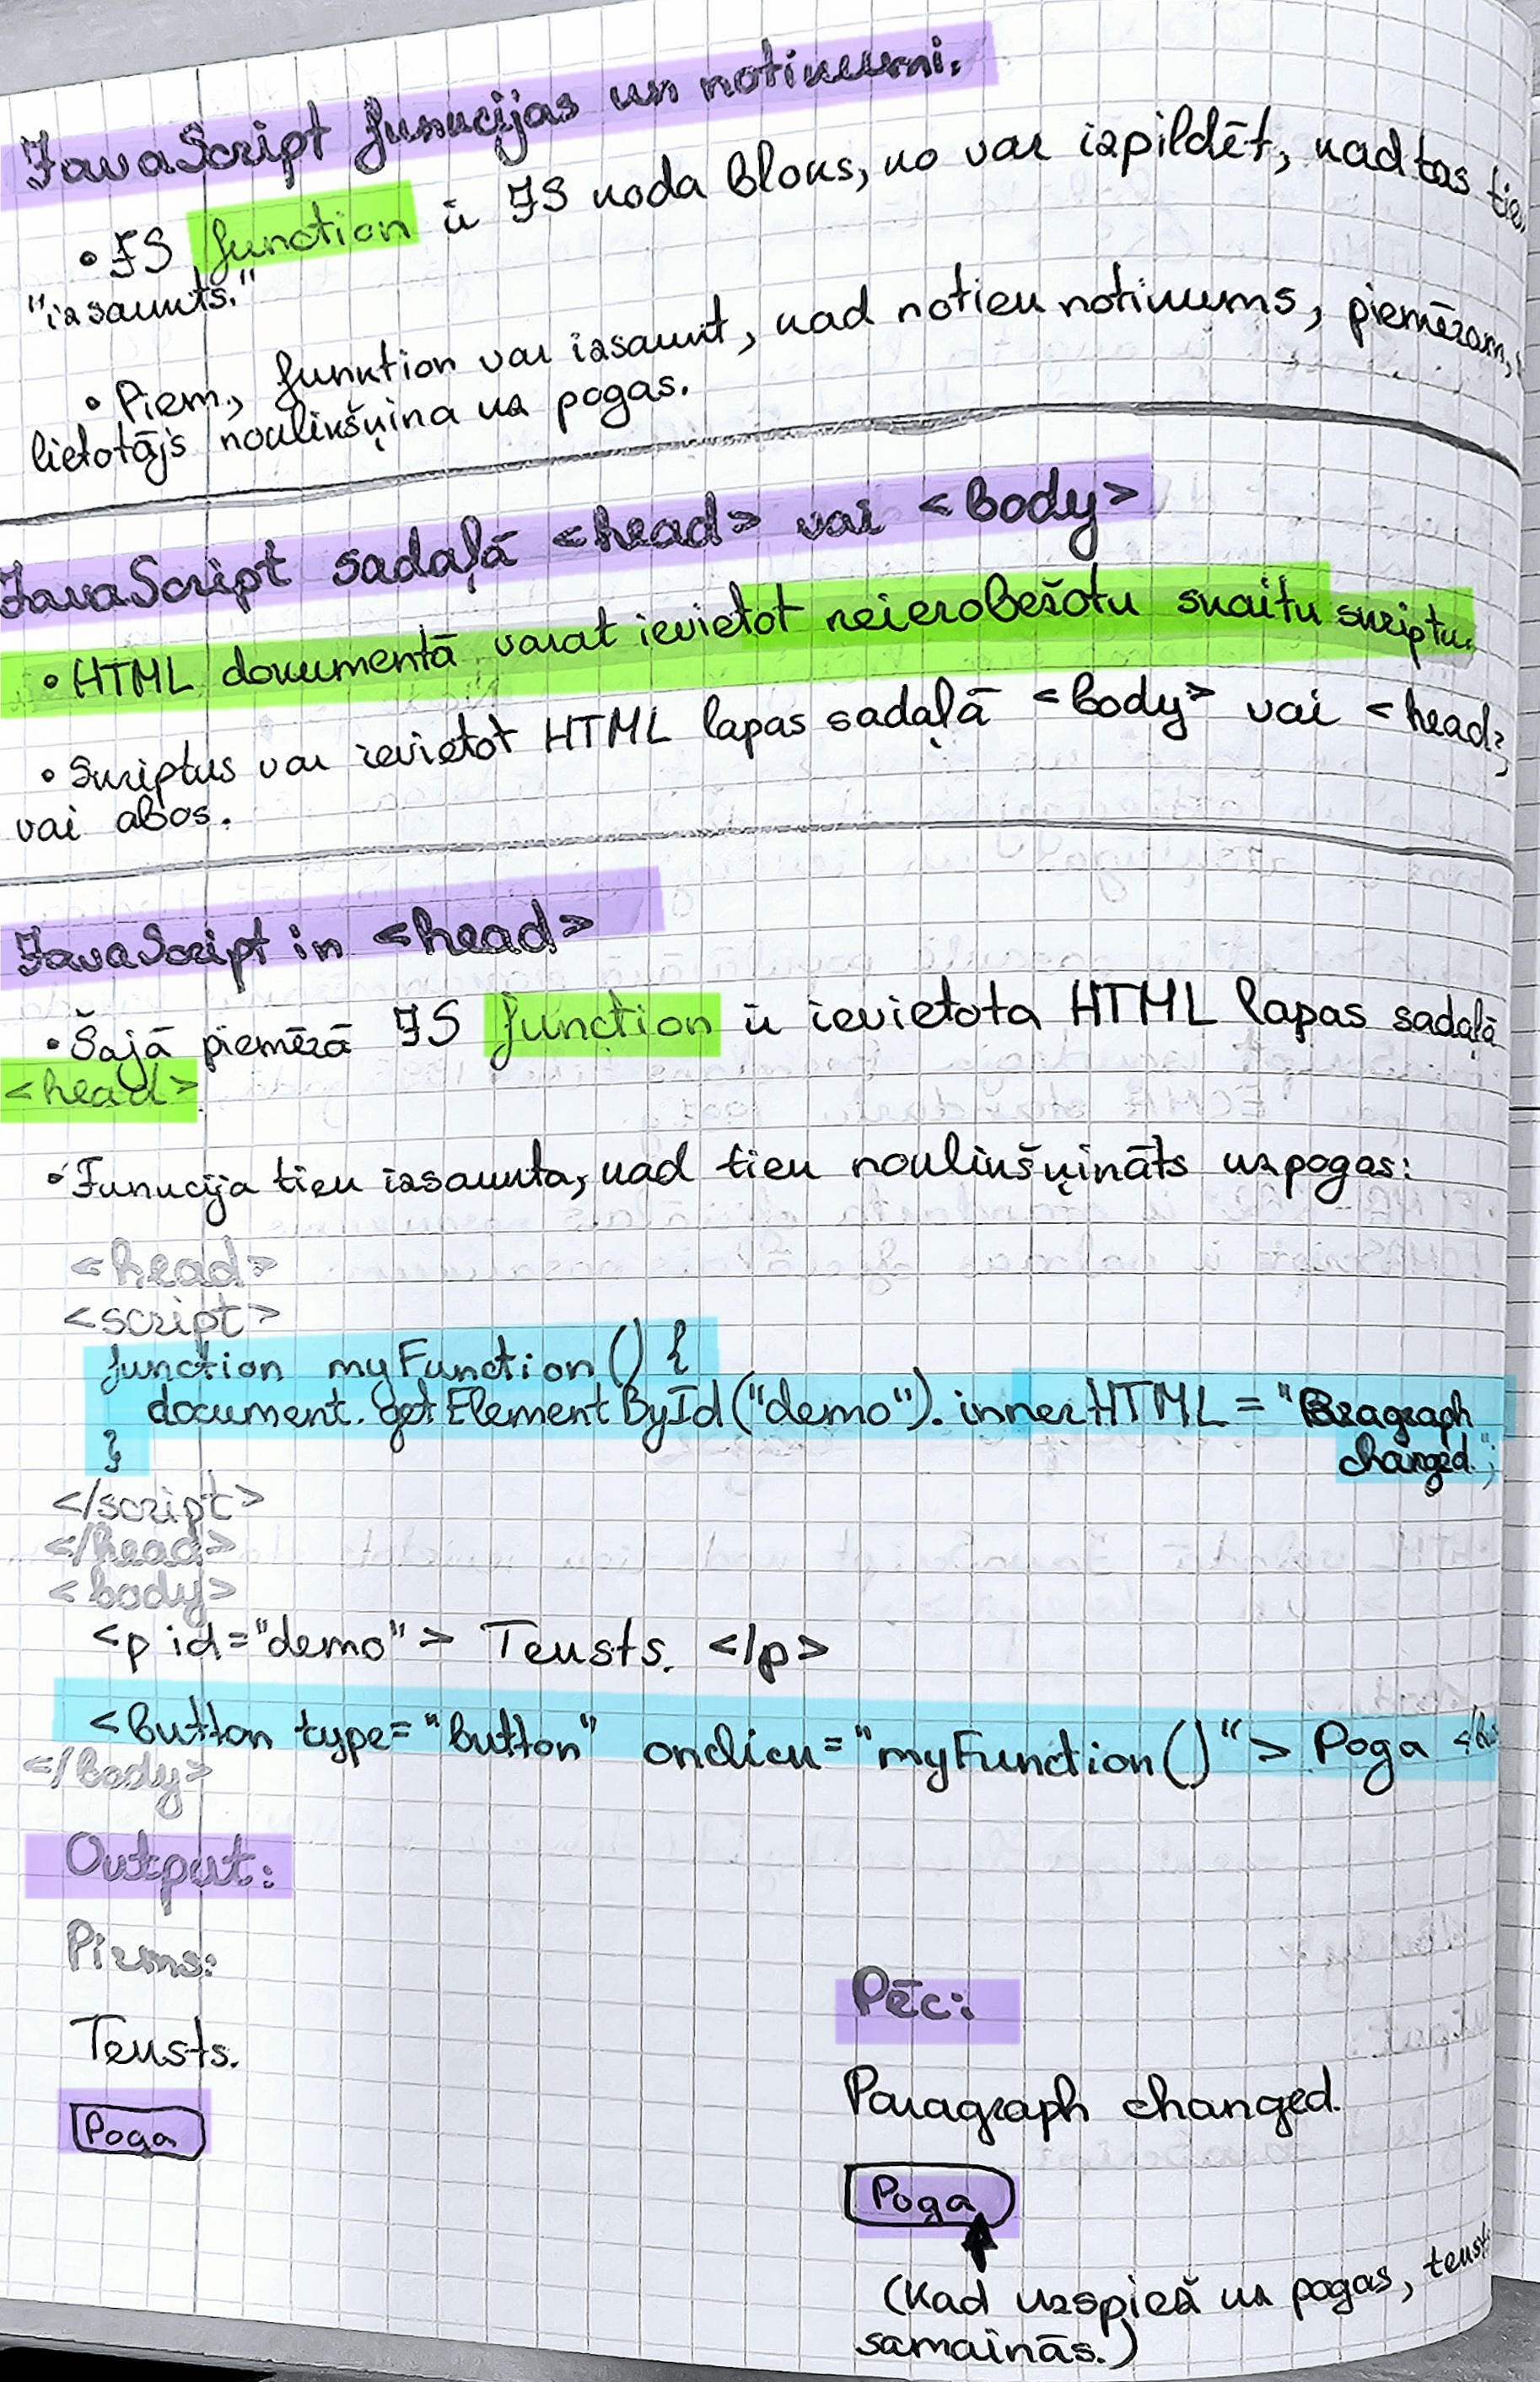 JavaScript funkcijas un notikumi.
• JS function ir JS koda bloks, ko var izpildīt, kad tas tiek
"izsaukts."
• Piem., funktion var izsaukt, kad notiek notikums, piemēram,
lietotājs noklikšķina uz pogas.
JavaScript sadaļā <head> vai <body>
• HTML dokumentā varat ievietot neierobežotu skaitu skriptu.
• Skriptus var ievietot HTML lapas sadaļā <body> vai <head>,
vai abos.
JavaScript in <head>
• Šajā piemērā JS function ir ievietota HTML lapas sadaļā
<head>
• Funkcija tiek izsaukta, kad tiek noklikšķināts uz pogas:
<head>
<script>
function myFunction() {
document.getElementById("demo").innerHTML = "Paragraph
changed.";
}
</script>
</head>
<body>
<p id="demo"> Teksts. </p>
<button type="button" onclick="myFunction()"> Poga
</body>
Output:
Pirms:
Teksts.
Poga
Pēc:
Paragraph changed.
Poga
(Kad uzspiež uz pogas, teksts
samainās.)